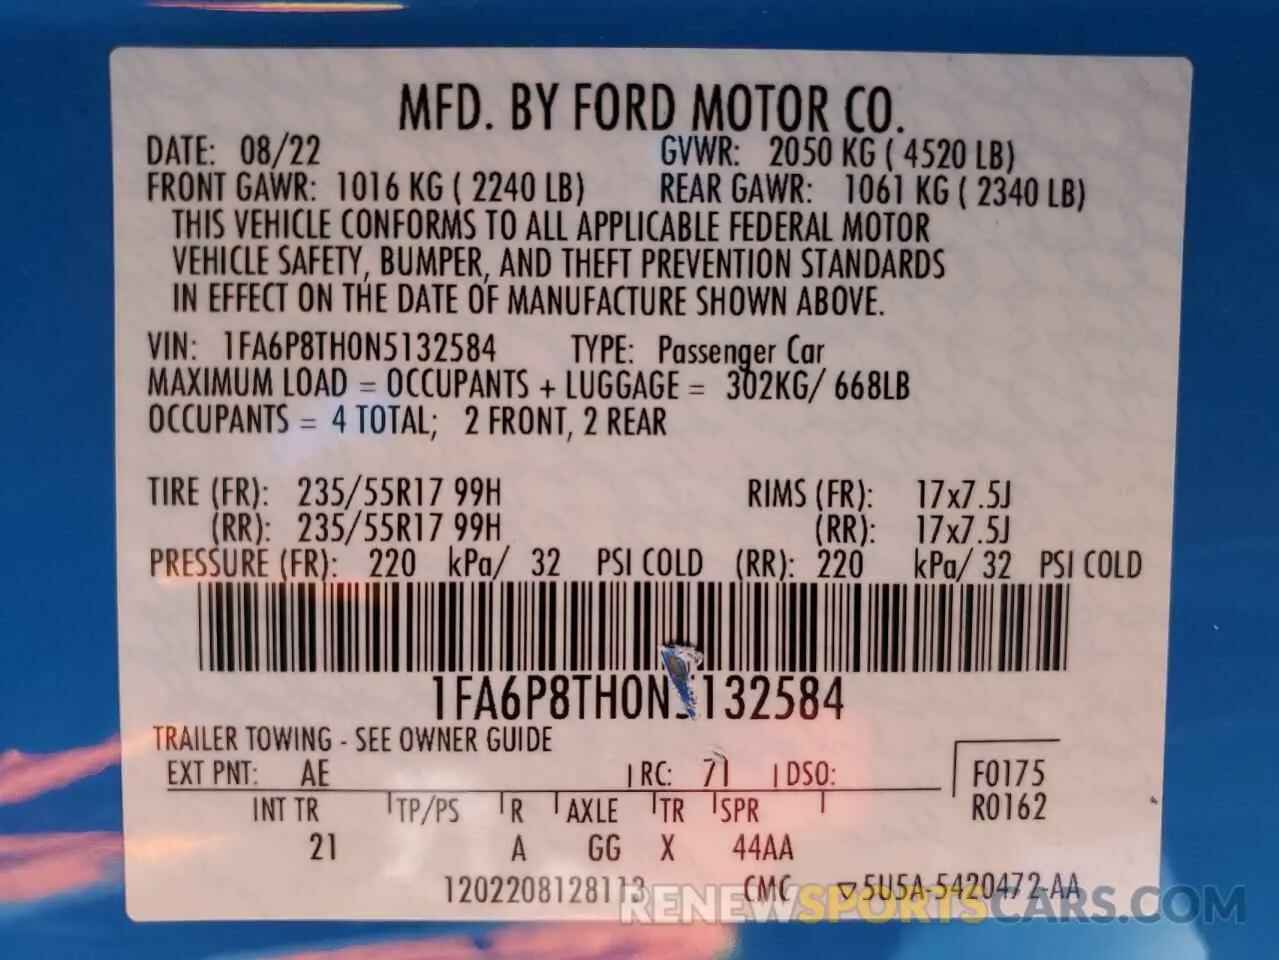 MFD. BY FORD MOTOR CO.
DATE: 08/22 GVWR: 2050 KG ( 4520 LB)
FRONT GAWR: 1016 KG ( 2240 LB) REAR GAWR: 1061 KG ( 2340 LB)
THIS VEHICLE CONFORMS TO ALL APPLICABLE FEDERAL MOTOR
VEHICLE SAFETY, BUMPER, AND THEFT PREVENTION STANDARDS
IN EFFECT ON THE DATE OF MANUFACTURE SHOWN ABOVE.
VIN: 1FA6P8TH0N5132584 TYPE: Passenger Car
MAXIMUM LOAD = OCCUPANTS + LUGGAGE = 302KG/ 668LB
OCCUPANTS = 4 TOTAL; 2 FRONT, 2 REAR
TIRE (FR): 235/55R17 99H RIMS (FR): 17x7.5J
(RR): 235/55R17 99H (RR): 17x7.5J
PRESSURE (FR): 220 kPa/ 32 PSI COLD (RR): 220 kPa/ 32 PSI COLD
1FA6P8TH0N5132584
TRAILER TOWING - SEE OWNER GUIDE
EXT PNT: AE RC: 71 DSO: F0175
INT TR TP/PS R AXLE TR SPR R0162
21 A GG X 44AA
1202208128113 CMC ▽5U5A-5420472-AA
RENEWSPORTSCARS.COM